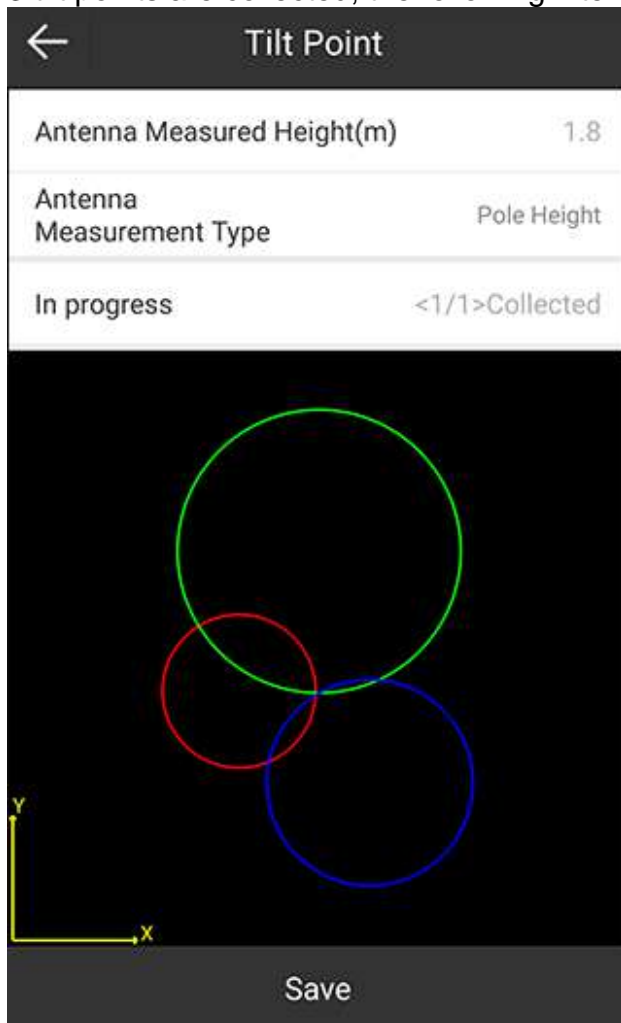 Tilt Point
Antenna Measured Height(m) 1.8
Antenna
Measurement Type Pole Height
In progress <1/1>Collected
Y
X
Save